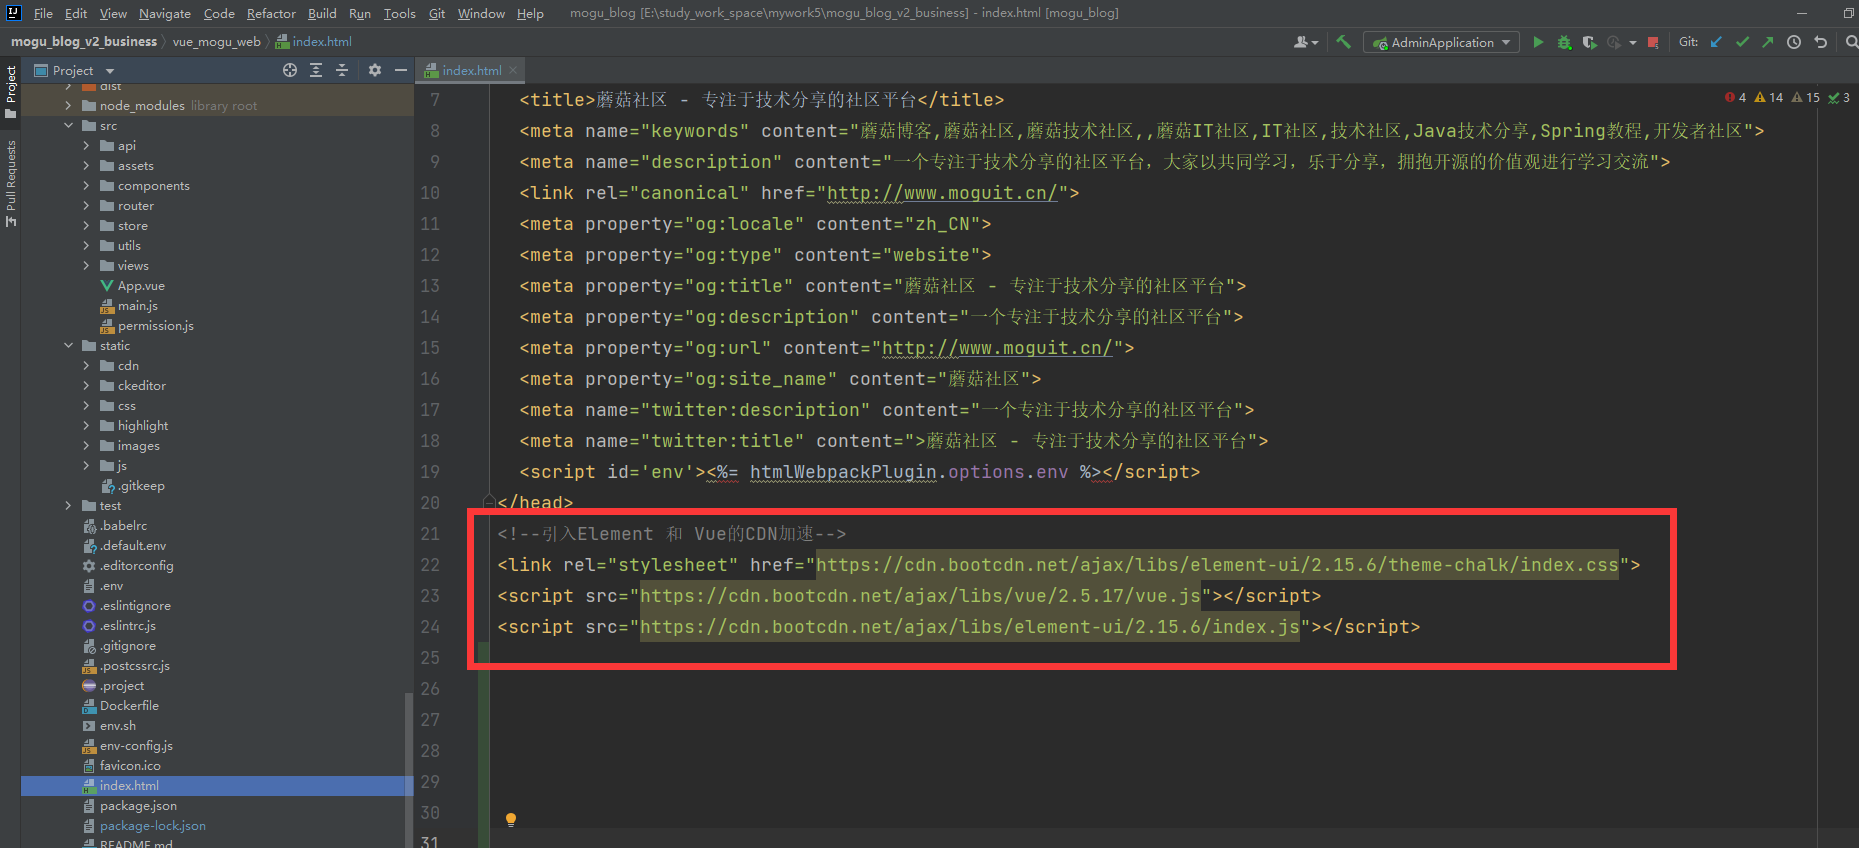 File Edit View Navigate Code Refactor Build Run Tools Git Window Help mogu_blog [E:\study_work_space\mywork5\mogu_blog_v2_business] - index.html [mogu_blog]
mogu_blog_v2_business vue_mogu_web index.html AdminApplication Git:
Project
Pull Requests
Project
dist
node_modules library root
src
api
assets
components
router
store
utils
views
App.vue
main.js
permission.js
static
cdn
ckeditor
css
highlight
images
js
.gitkeep
test
.babelrc
.default.env
.editorconfig
.env
.eslintignore
.eslintrc.js
.gitignore
.postcssrc.js
.project
Dockerfile
env.sh
env-config.js
favicon.ico
index.html
package.json
package-lock.json
README.md
index.html
4 14 15 3
7 <title>蘑菇社区 - 专注于技术分享的社区平台</title>
8 <meta name="keywords" content="蘑菇博客,蘑菇社区,蘑菇技术社区,,蘑菇IT社区,IT社区,技术社区,Java技术分享,Spring教程,开发者社区">
9 <meta name="description" content="一个专注于技术分享的社区平台，大家以共同学习，乐于分享，拥抱开源的价值观进行学习交流">
10 <link rel="canonical" href="http://www.moguit.cn/">
11 <meta property="og:locale" content="zh_CN">
12 <meta property="og:type" content="website">
13 <meta property="og:title" content="蘑菇社区 - 专注于技术分享的社区平台">
14 <meta property="og:description" content="一个专注于技术分享的社区平台">
15 <meta property="og:url" content="http://www.moguit.cn/">
16 <meta property="og:site_name" content="蘑菇社区">
17 <meta name="twitter:description" content="一个专注于技术分享的社区平台">
18 <meta name="twitter:title" content=">蘑菇社区 - 专注于技术分享的社区平台">
19 <script id='env'><%= htmlWebpackPlugin.options.env %></script>
20 </head>
21 <!--引入Element 和 Vue的CDN加速-->
22 <link rel="stylesheet" href="https://cdn.bootcdn.net/ajax/libs/element-ui/2.15.6/theme-chalk/index.css">
23 <script src="https://cdn.bootcdn.net/ajax/libs/vue/2.5.17/vue.js"></script>
24 <script src="https://cdn.bootcdn.net/ajax/libs/element-ui/2.15.6/index.js"></script>
25
26
27
28
29
30
31